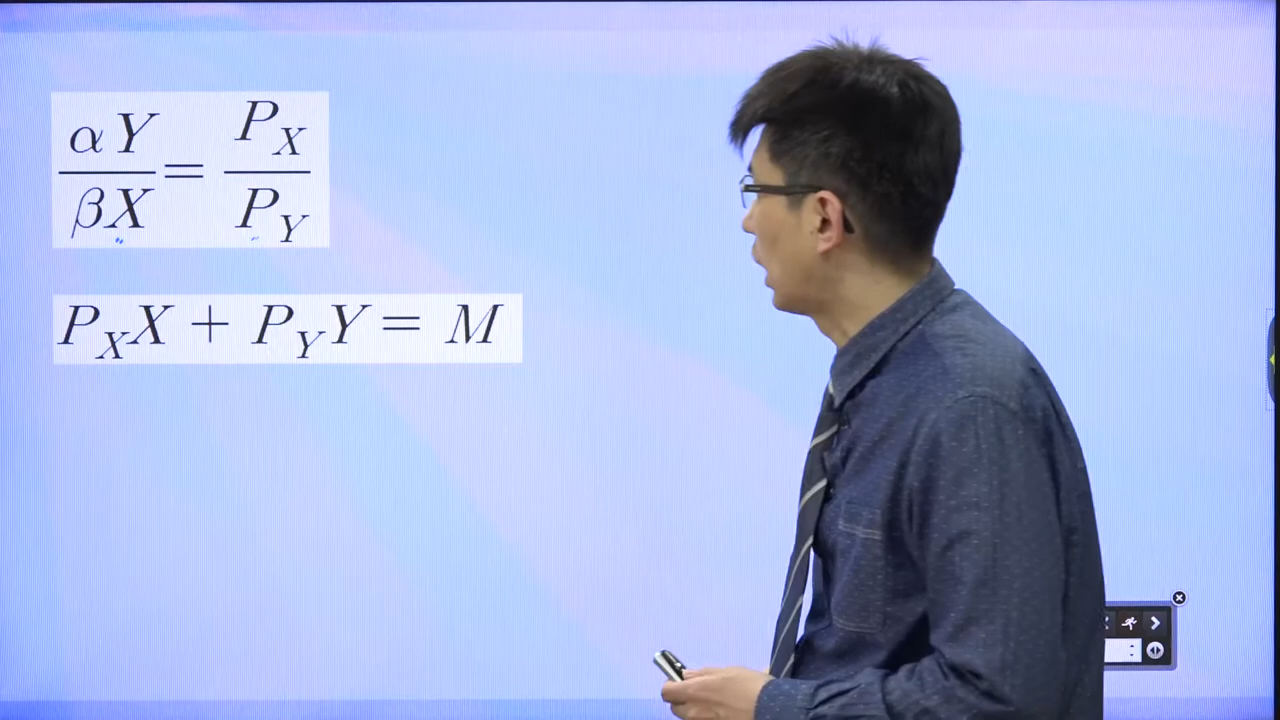 αY/βX = P_X/P_Y
P_X X + P_Y Y = M